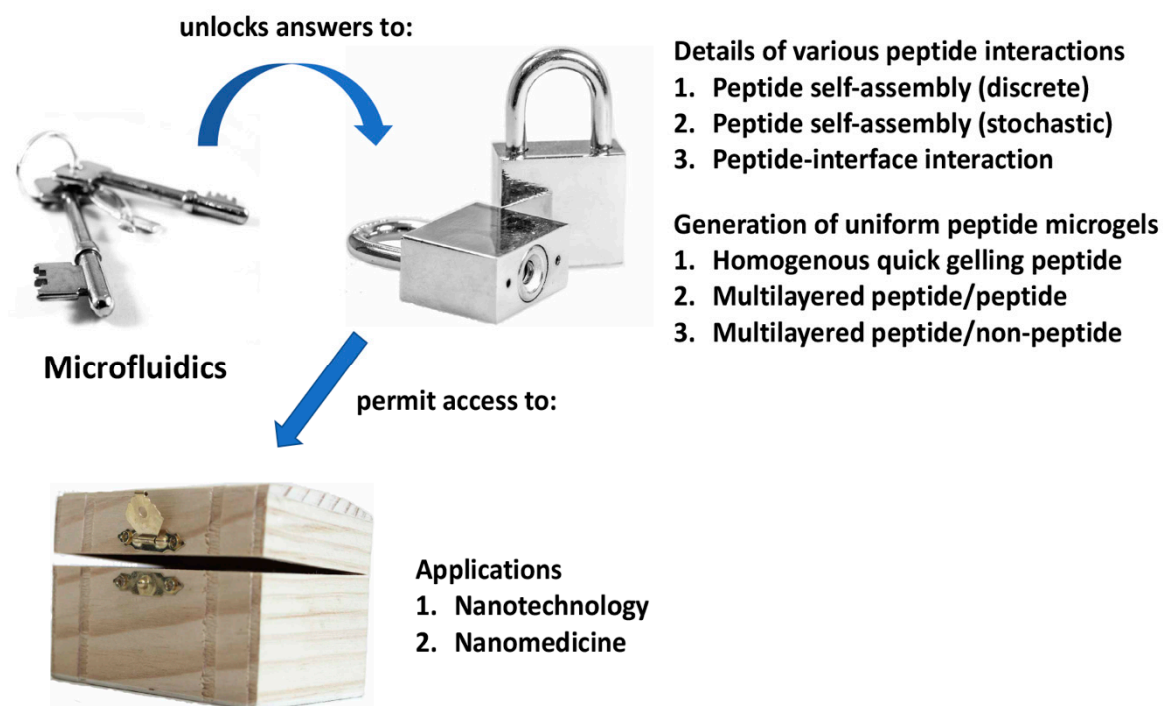 unlocks answers to:
Details of various peptide interactions
1. Peptide self-assembly (discrete)
2. Peptide self-assembly (stochastic)
3. Peptide-interface interaction
Generation of uniform peptide microgels
1. Homogenous quick gelling peptide
2. Multilayered peptide/peptide
3. Multilayered peptide/non-peptide
Microfluidics
permit access to:
Applications
1. Nanotechnology
2. Nanomedicine